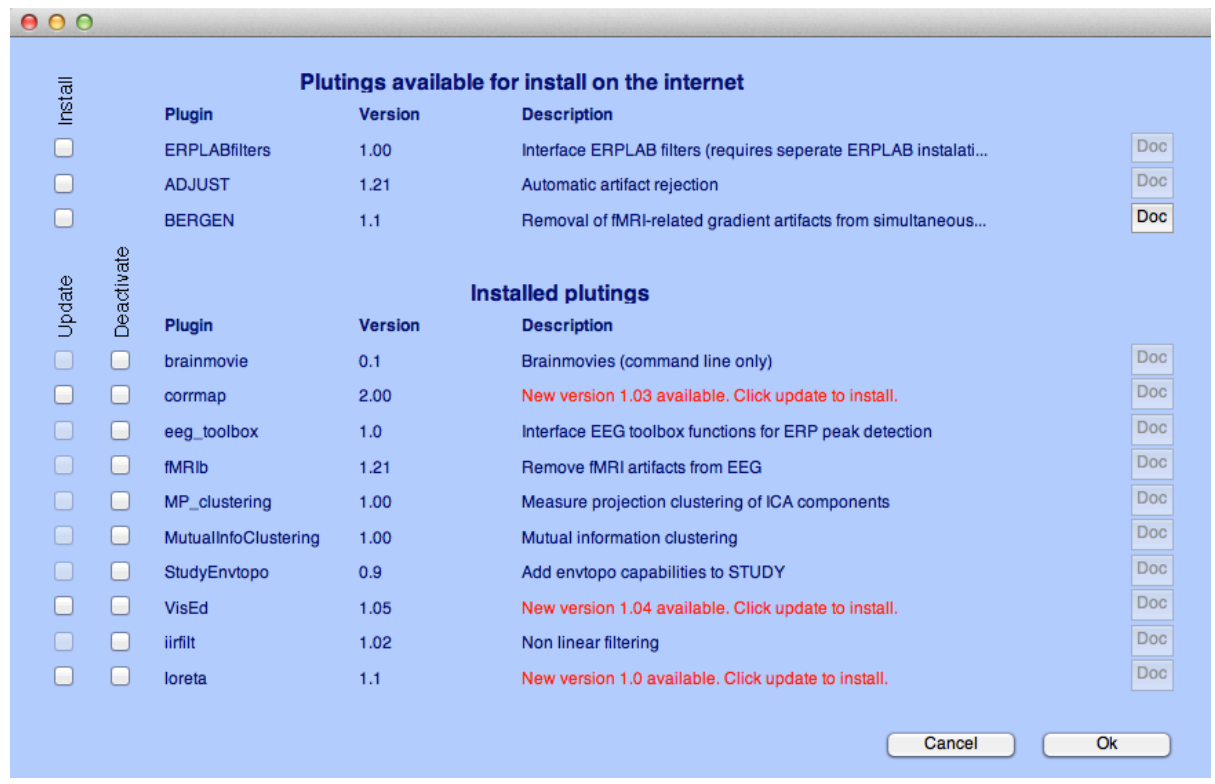 Install
Plutings available for install on the internet
Plugin Version Description
ERPLABfilters 1.00 Interface ERPLAB filters (requires seperate ERPLAB instalati... Doc
ADJUST 1.21 Automatic artifact rejection Doc
BERGEN 1.1 Removal of fMRI-related gradient artifacts from simultaneous... Doc
Update Deactivate
Installed plutings
Plugin Version Description
brainmovie 0.1 Brainmovies (command line only) Doc
corrmap 2.00 New version 1.03 available. Click update to install. Doc
eeg_toolbox 1.0 Interface EEG toolbox functions for ERP peak detection Doc
fMRIb 1.21 Remove fMRI artifacts from EEG Doc
MP_clustering 1.00 Measure projection clustering of ICA components Doc
MutualInfoClustering 1.00 Mutual information clustering Doc
StudyEnvtopo 0.9 Add envtopo capabilities to STUDY Doc
VisEd 1.05 New version 1.04 available. Click update to install. Doc
iirfilt 1.02 Non linear filtering Doc
loreta 1.1 New version 1.0 available. Click update to install. Doc
Cancel Ok